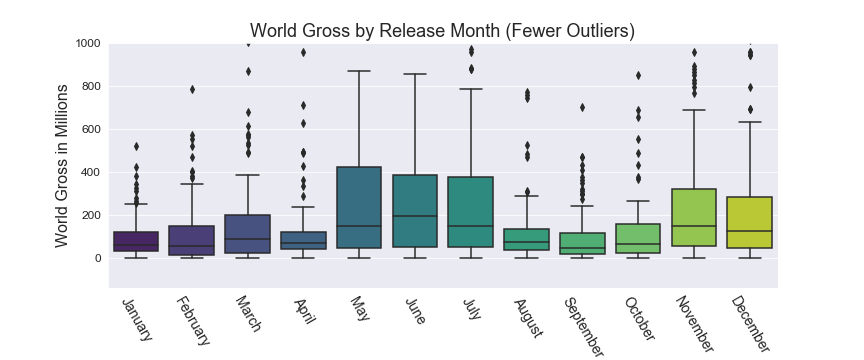 World Gross by Release Month (Fewer Outliers)
World Gross in Millions
1000
800
600
400
200
0
January
February
March
April
May
June
July
August
September
October
November
December